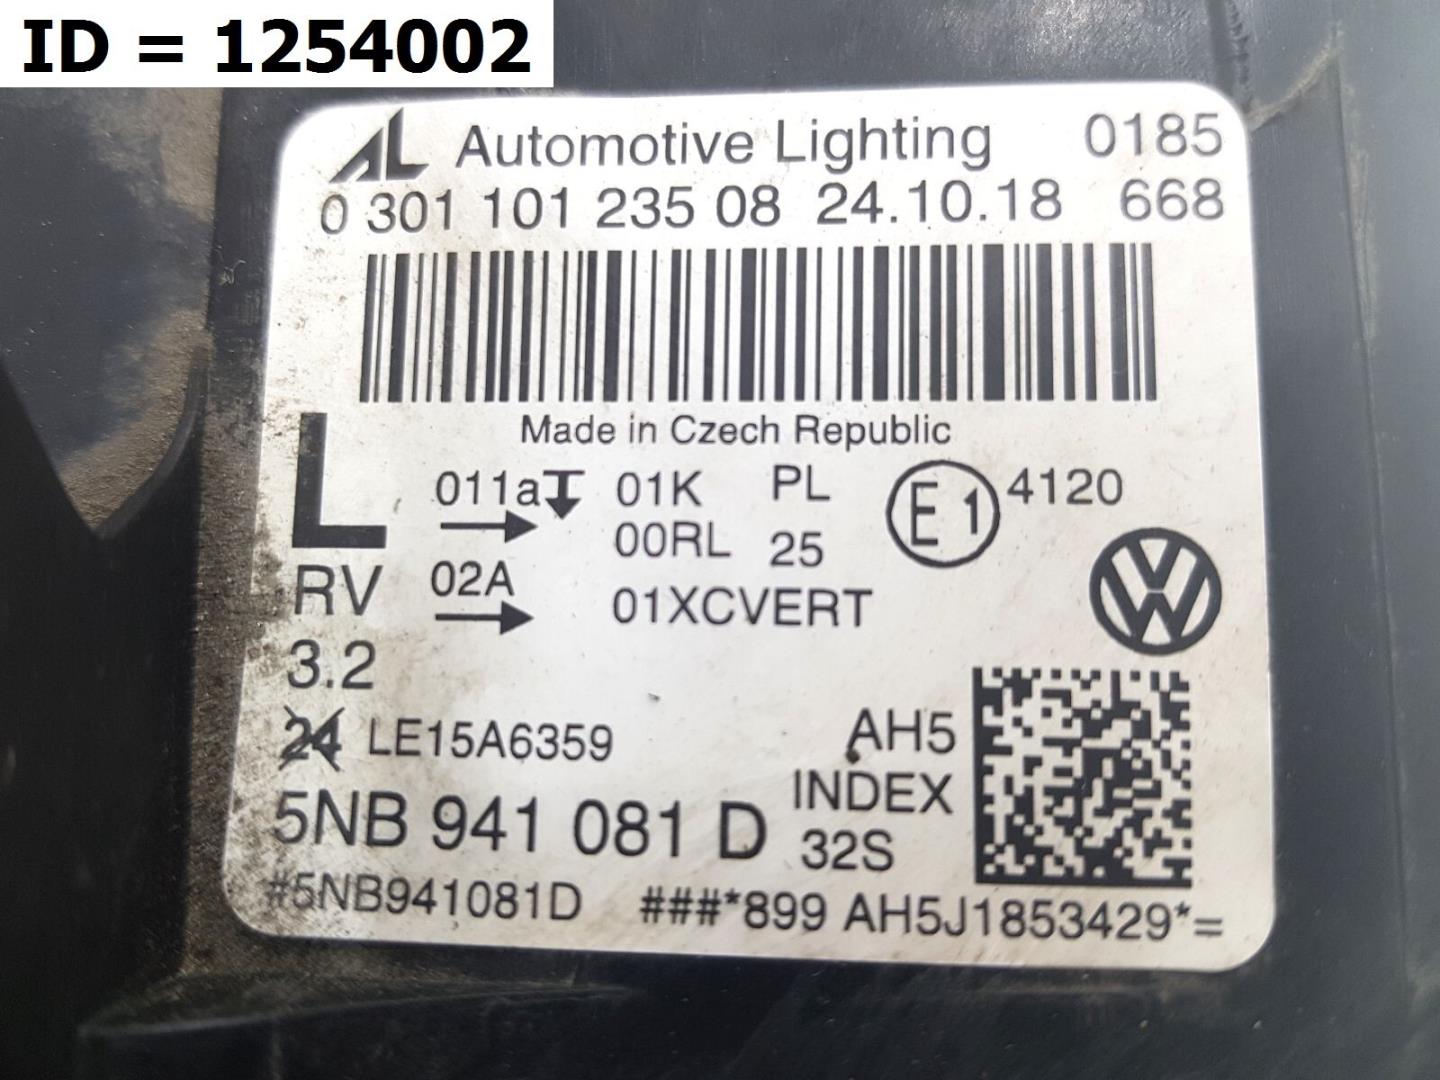 ID = 1254002
AL Automotive Lighting 0185
0 301 101 235 08 24.10.18 668
Made in Czech Republic
L 011a 01K PL E1 4120
00RL 25
RV 02A 01XCVERT
3.2
24 LE15A6359 AH5
5NB 941 081 D INDEX
32S
#5NB941081D ###*899 AH5J1853429*=